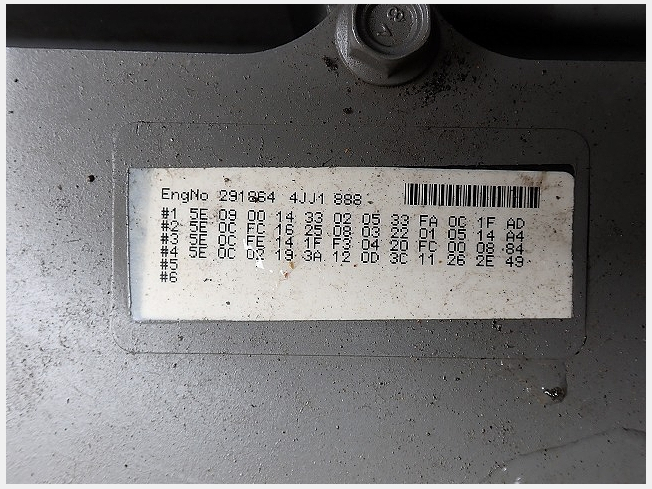 8
EngNo 291864 4JJ1 888
#1 5E 09 00 14 33 02 05 33 FA 0C 1F AD
#2 5E 0C FC 16 25 08 03 22 01 05 14 A4
#3 5E 0C FE 14 1F F3 04 20 FC 00 08 84
#4 5E 0C 03 19 3A 12 0D 3C 11 26 2E 49
#5
#6